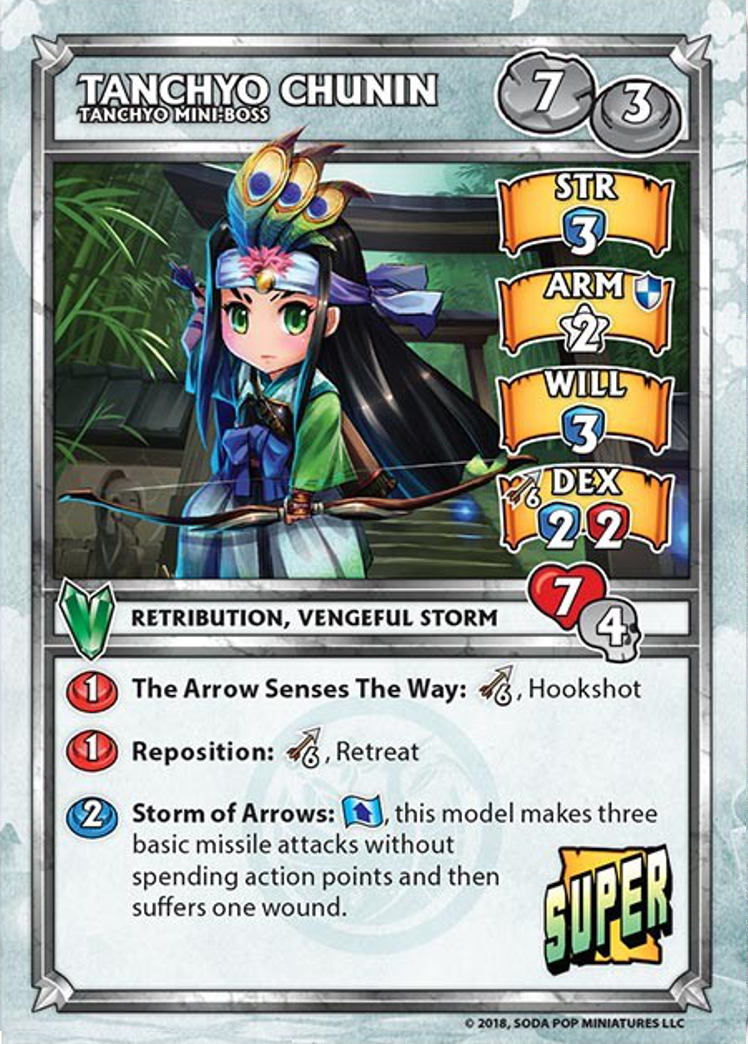 TANCHYO CHUNIN
TANCHYO MINI-BOSS
7 3
STR
3
ARM
2
WILL
3
6 DEX
2 2
7
4
RETRIBUTION, VENGEFUL STORM
1 The Arrow Senses The Way: 6, Hookshot
1 Reposition: 6, Retreat
2 Storm of Arrows: , this model makes three
basic missile attacks without
spending action points and then
suffers one wound.
SUPER
© 2018, SODA POP MINIATURES LLC